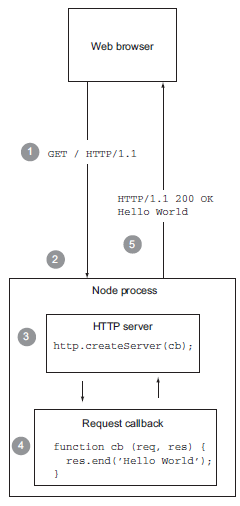 Web browser
1 GET / HTTP/1.1
HTTP/1.1 200 OK
Hello World
5
2
Node process
HTTP server
3 http.createServer(cb);
Request callback
4 function cb (req, res) {
res.end('Hello World');
}